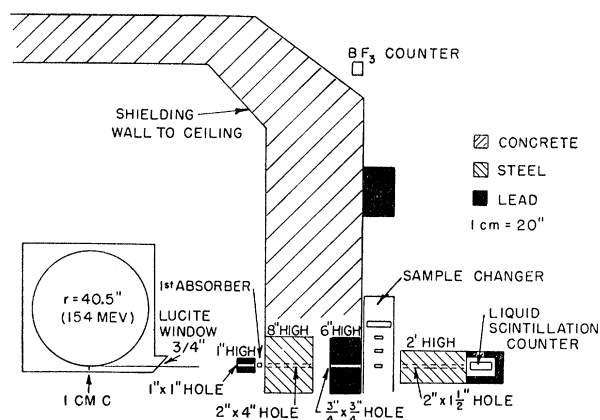 BF3 COUNTER
SHIELDING
WALL TO CEILING
CONCRETE
STEEL
LEAD
1 cm = 20"
SAMPLE CHANGER
1st ABSORBER
r = 40.5"
(154 MEV)
LUCITE
WINDOW
3/4"
8" HIGH
6" HIGH
1" HIGH
2' HIGH
LIQUID
SCINTILLATION
COUNTER
1 CM C
1" x 1" HOLE
2" x 4" HOLE
3/4" x 3/4" HOLE
2" x 1 1/2" HOLE